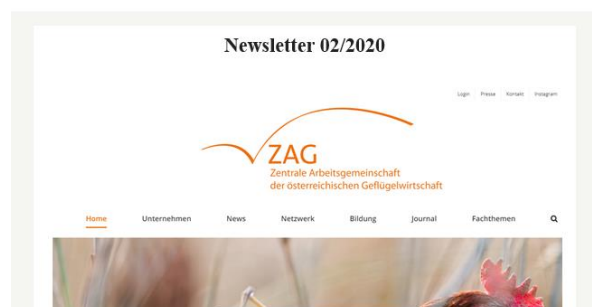 Newsletter 02/2020
Login Presse Kontakt Instagram
ZAG
Zentrale Arbeitsgemeinschaft
der österreichischen Geflügelwirtschaft
Home Unternehmen News Netzwerk Bildung Journal Fachthemen